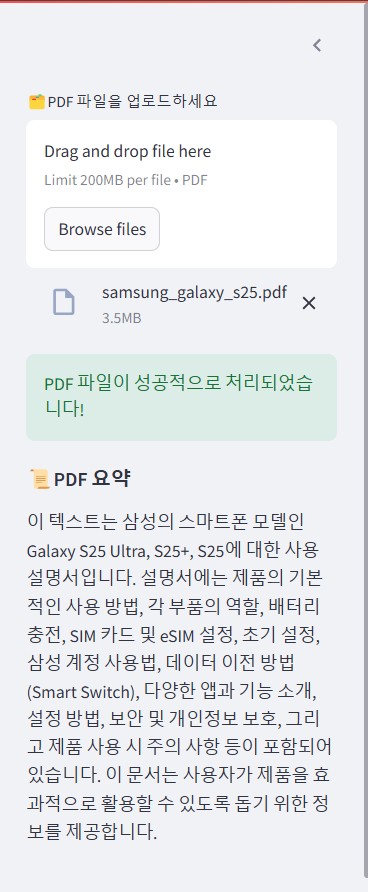 🗂️PDF 파일을 업로드하세요
Drag and drop file here
Limit 200MB per file • PDF
Browse files
samsung_galaxy_s25.pdf
3.5MB
PDF 파일이 성공적으로 처리되었습
니다!
📜PDF 요약
이 텍스트는 삼성의 스마트폰 모델인
Galaxy S25 Ultra, S25+, S25에 대한 사용
설명서입니다. 설명서에는 제품의 기본
적인 사용 방법, 각 부품의 역할, 배터리
충전, SIM 카드 및 eSIM 설정, 초기 설정,
삼성 계정 사용법, 데이터 이전 방법
(Smart Switch), 다양한 앱과 기능 소개,
설정 방법, 보안 및 개인정보 보호, 그리
고 제품 사용 시 주의 사항 등이 포함되어
있습니다. 이 문서는 사용자가 제품을 효
과적으로 활용할 수 있도록 돕기 위한 정
보를 제공합니다.